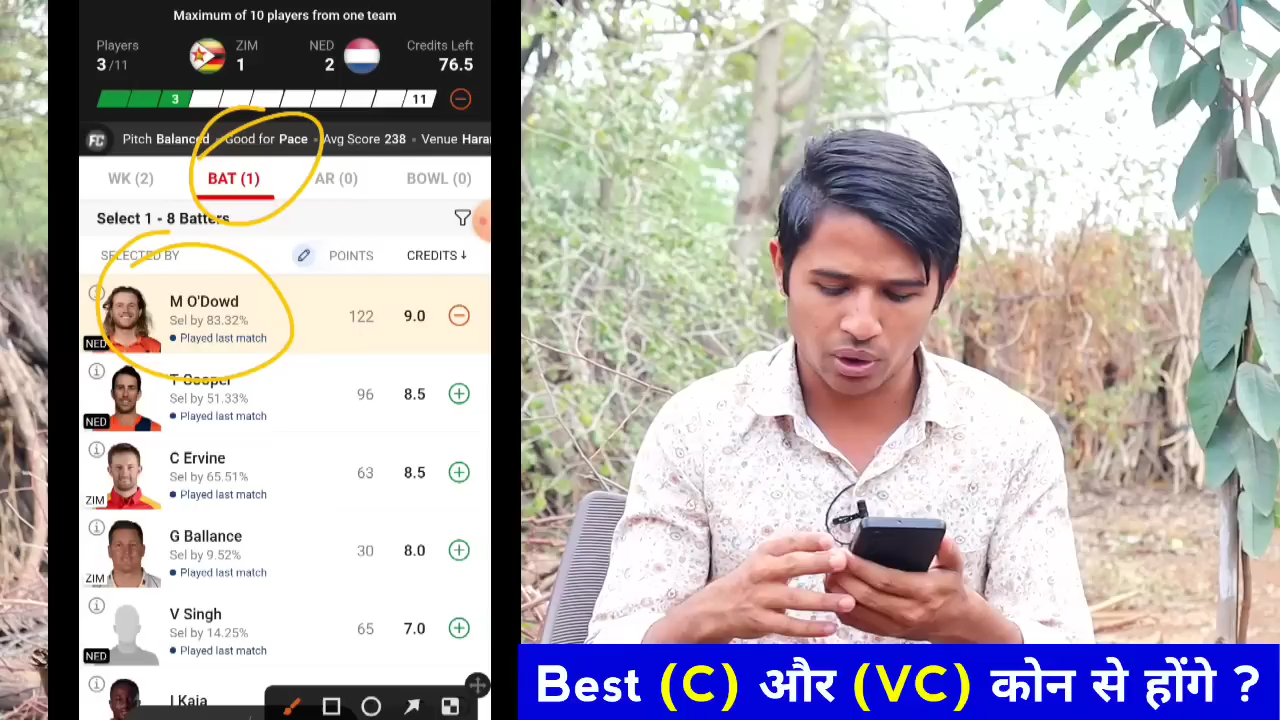 Maximum of 10 players from one team
Players ZIM NED Credits Left
3/11 1 2 76.5
3 11
FC Pitch Balanced Good for Pace Avg Score 238 Venue Harar
WK (2) BAT (1) AR (0) BOWL (0)
Select 1 - 8 Batters
SELECTED BY POINTS CREDITS↓
M O'Dowd
Sel by 83.32% 122 9.0
Played last match
NED
T Cooper
Sel by 51.33% 96 8.5
Played last match
NED
C Ervine
Sel by 65.51% 63 8.5
Played last match
ZIM
G Ballance
Sel by 9.52% 30 8.0
Played last match
ZIM
V Singh
Sel by 14.25% 65 7.0
Played last match
NED
I Kaia
Best (C) और (VC) कोन से होंगे ?